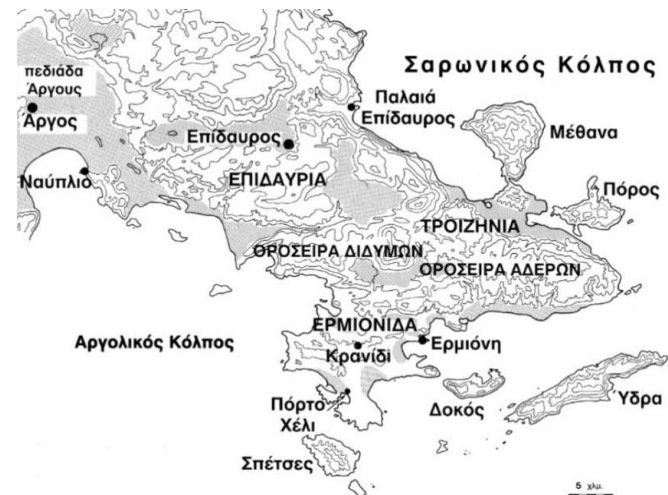 Σαρωνικός Κόλπος
πεδιάδα
Άργους
Άργος
Παλαιά
Επίδαυρος
Μέθανα
Επίδαυρος
Ναύπλιο
ΕΠΙΔΑΥΡΙΑ
Πόρος
ΤΡΟΙΖΗΝΙΑ
ΟΡΟΣΕΙΡΑ ΔΙΔΥΜΩΝ
ΟΡΟΣΕΙΡΑ ΑΔΕΡΩΝ
ΕΡΜΙΟΝΙΔΑ
Αργολικός Κόλπος
Κρανίδι
Ερμιόνη
Πόρτο
Χέλι
Δοκός
Ύδρα
Σπέτσες
5 χλμ.